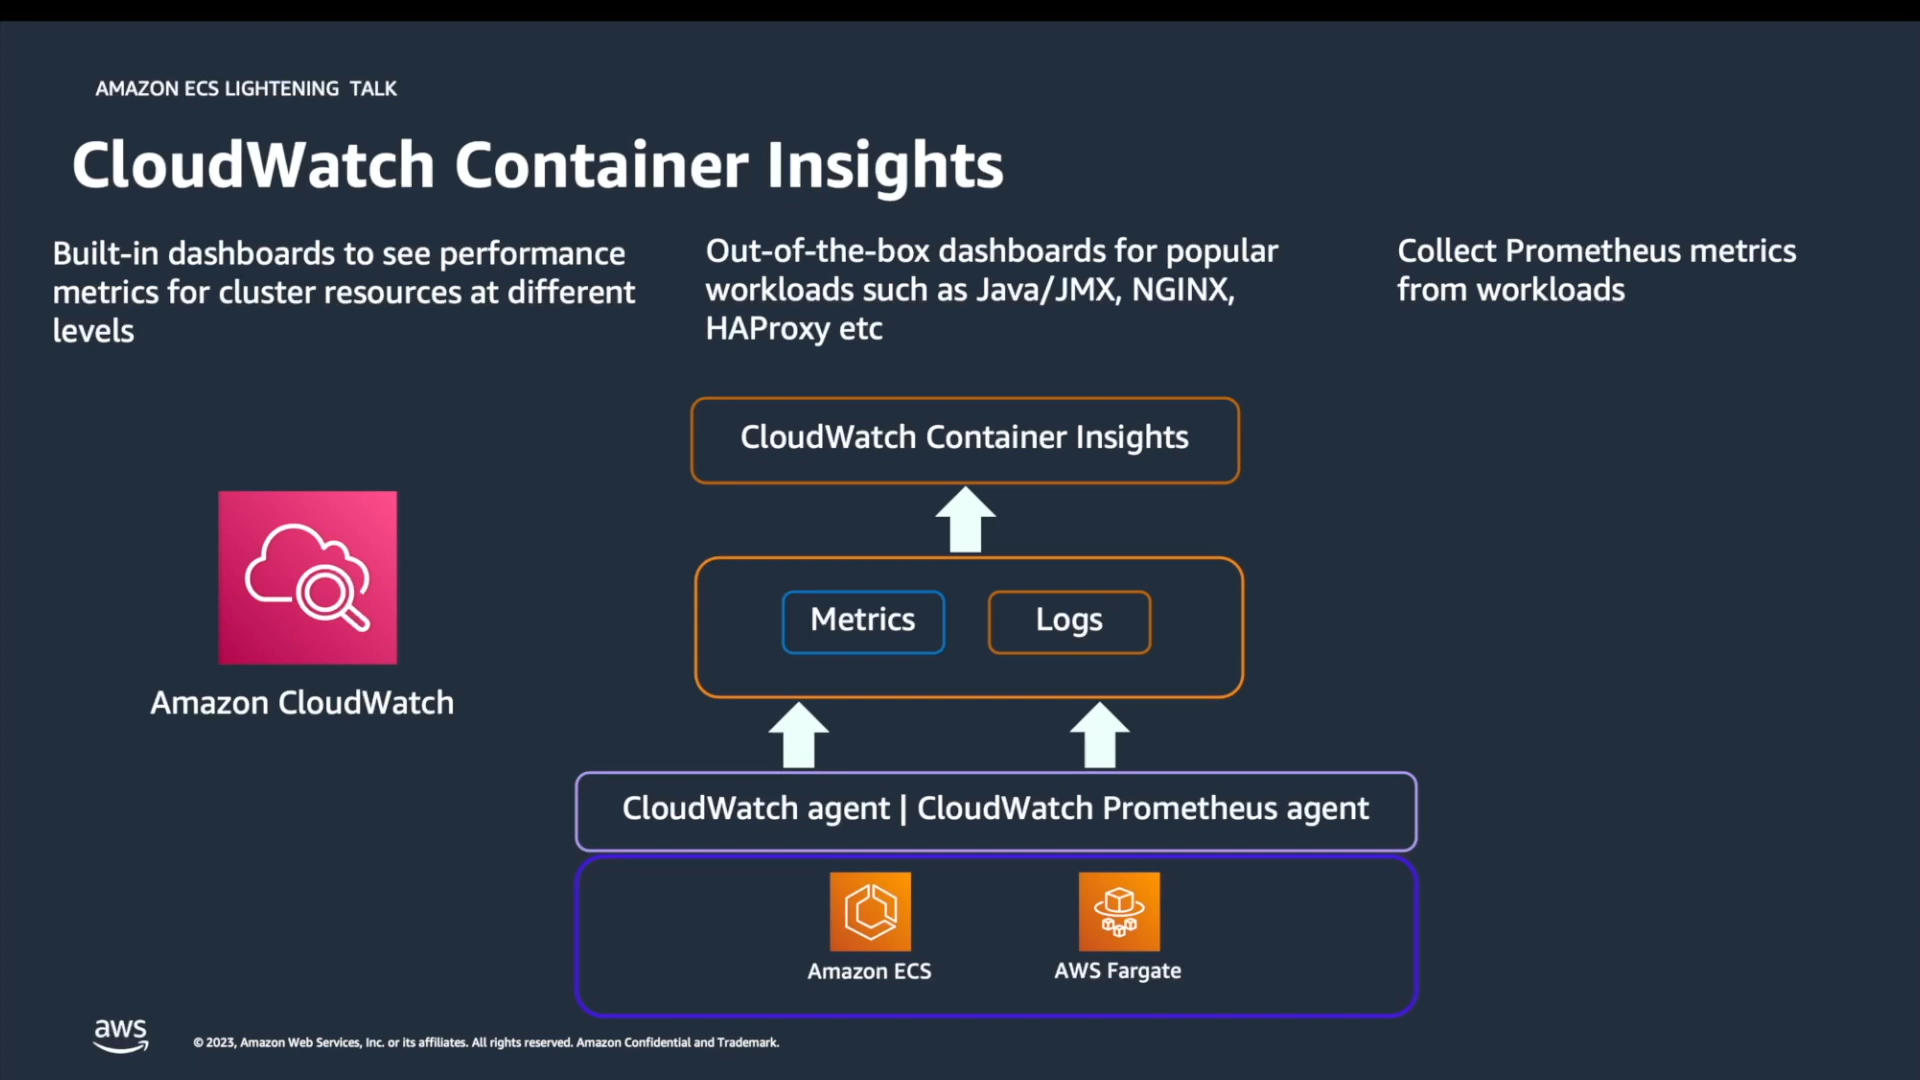 AMAZON ECS LIGHTENING TALK
CloudWatch Container Insights
Built-in dashboards to see performance
metrics for cluster resources at different
levels
Out-of-the-box dashboards for popular
workloads such as Java/JMX, NGINX,
HAProxy etc
Collect Prometheus metrics
from workloads
CloudWatch Container Insights
Metrics
Logs
Amazon CloudWatch
CloudWatch agent | CloudWatch Prometheus agent
Amazon ECS
AWS Fargate
aws
© 2023, Amazon Web Services, Inc. or its affiliates. All rights reserved. Amazon Confidential and Trademark.